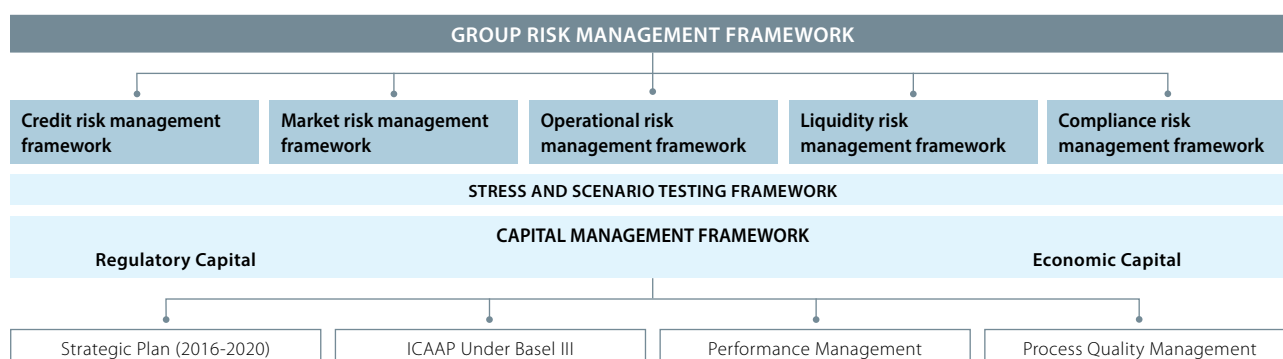 GROUP RISK MANAGEMENT FRAMEWORK
Credit risk management
framework
Market risk management
framework
Operational risk
management framework
Liquidity risk
management framework
Compliance risk
management framework
STRESS AND SCENARIO TESTING FRAMEWORK
CAPITAL MANAGEMENT FRAMEWORK
Regulatory Capital
Economic Capital
Strategic Plan (2016-2020)
ICAAP Under Basel III
Performance Management
Process Quality Management